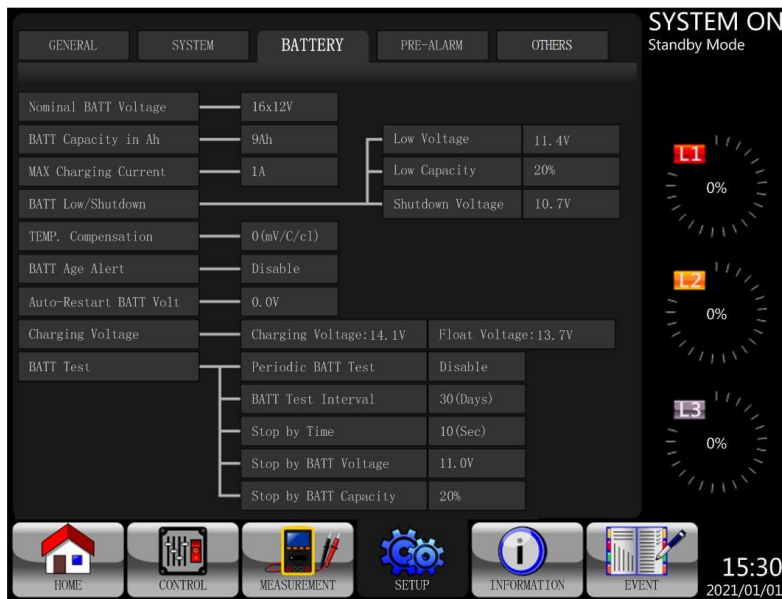 SYSTEM ON
Standby Mode
GENERAL SYSTEM BATTERY PRE-ALARM OTHERS
Nominal BATT Voltage 16x12V
BATT Capacity in Ah 9Ah Low Voltage 11.4V
MAX Charging Current 1A Low Capacity 20%
BATT Low/Shutdown Shutdown Voltage 10.7V
TEMP. Compensation 0(mV/C/cl)
BATT Age Alert Disable
Auto-Restart BATT Volt 0.0V
Charging Voltage Charging Voltage:14.1V Float Voltage:13.7V
BATT Test Periodic BATT Test Disable
BATT Test Interval 30(Days)
Stop by Time 10(Sec)
Stop by BATT Voltage 11.0V
Stop by BATT Capacity 20%
L1
0%
L2
0%
L3
0%
HOME CONTROL MEASUREMENT SETUP INFORMATION EVENT
15:30
2021/01/01